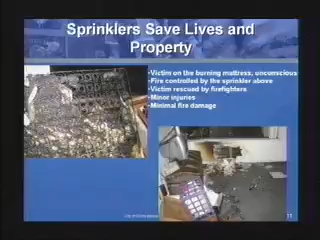 Sprinklers Save Lives and
Property
•Victim on the burning mattress, unconscious
•Fire controlled by the sprinkler above
•Victim rescued by firefighters
•Minor injuries
•Minimal fire damage
11